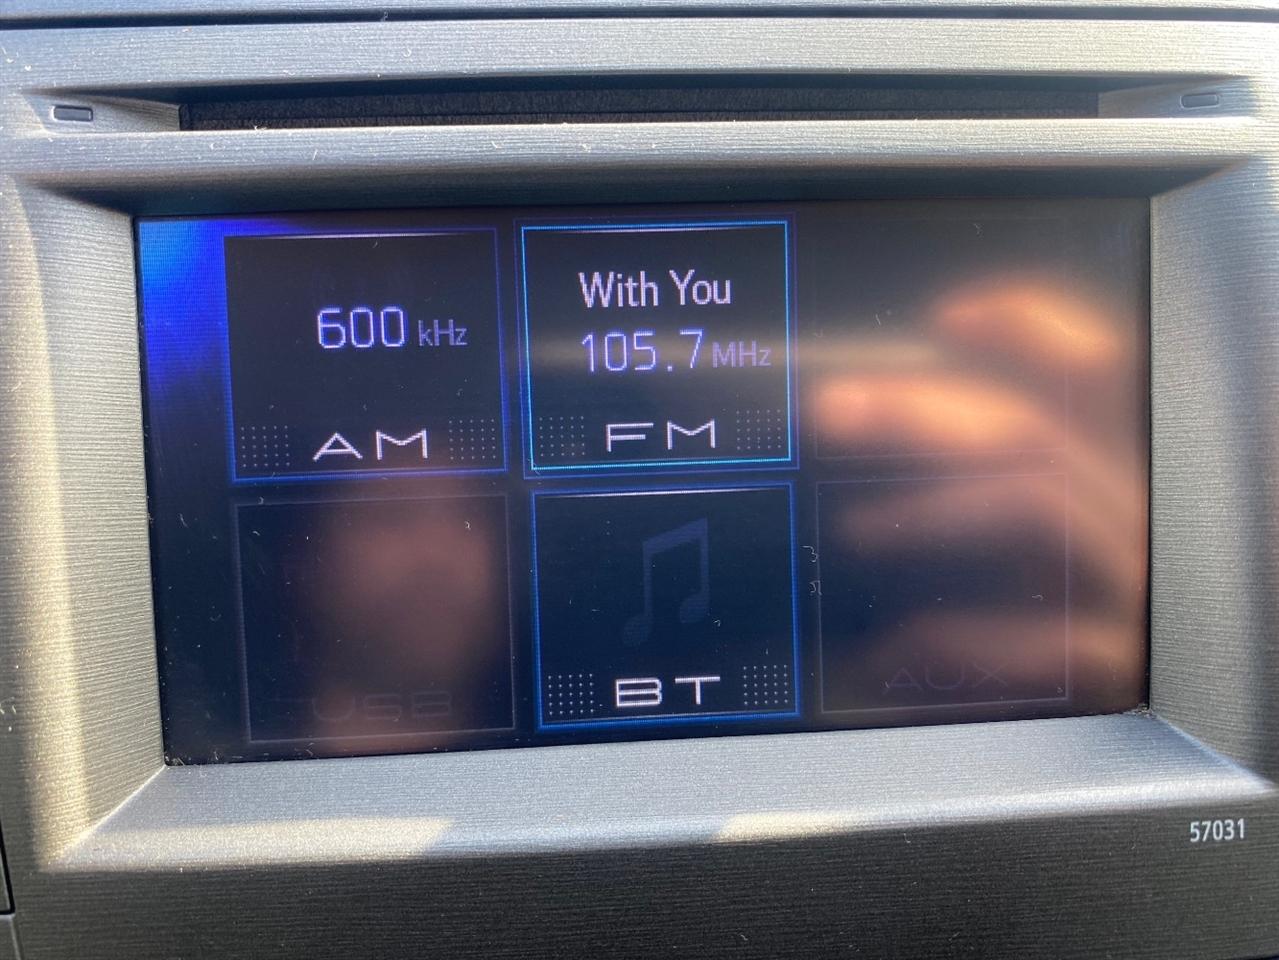 600 kHz
AM
With You
105.7 MHz
FM
USB
BT
AUX
57031